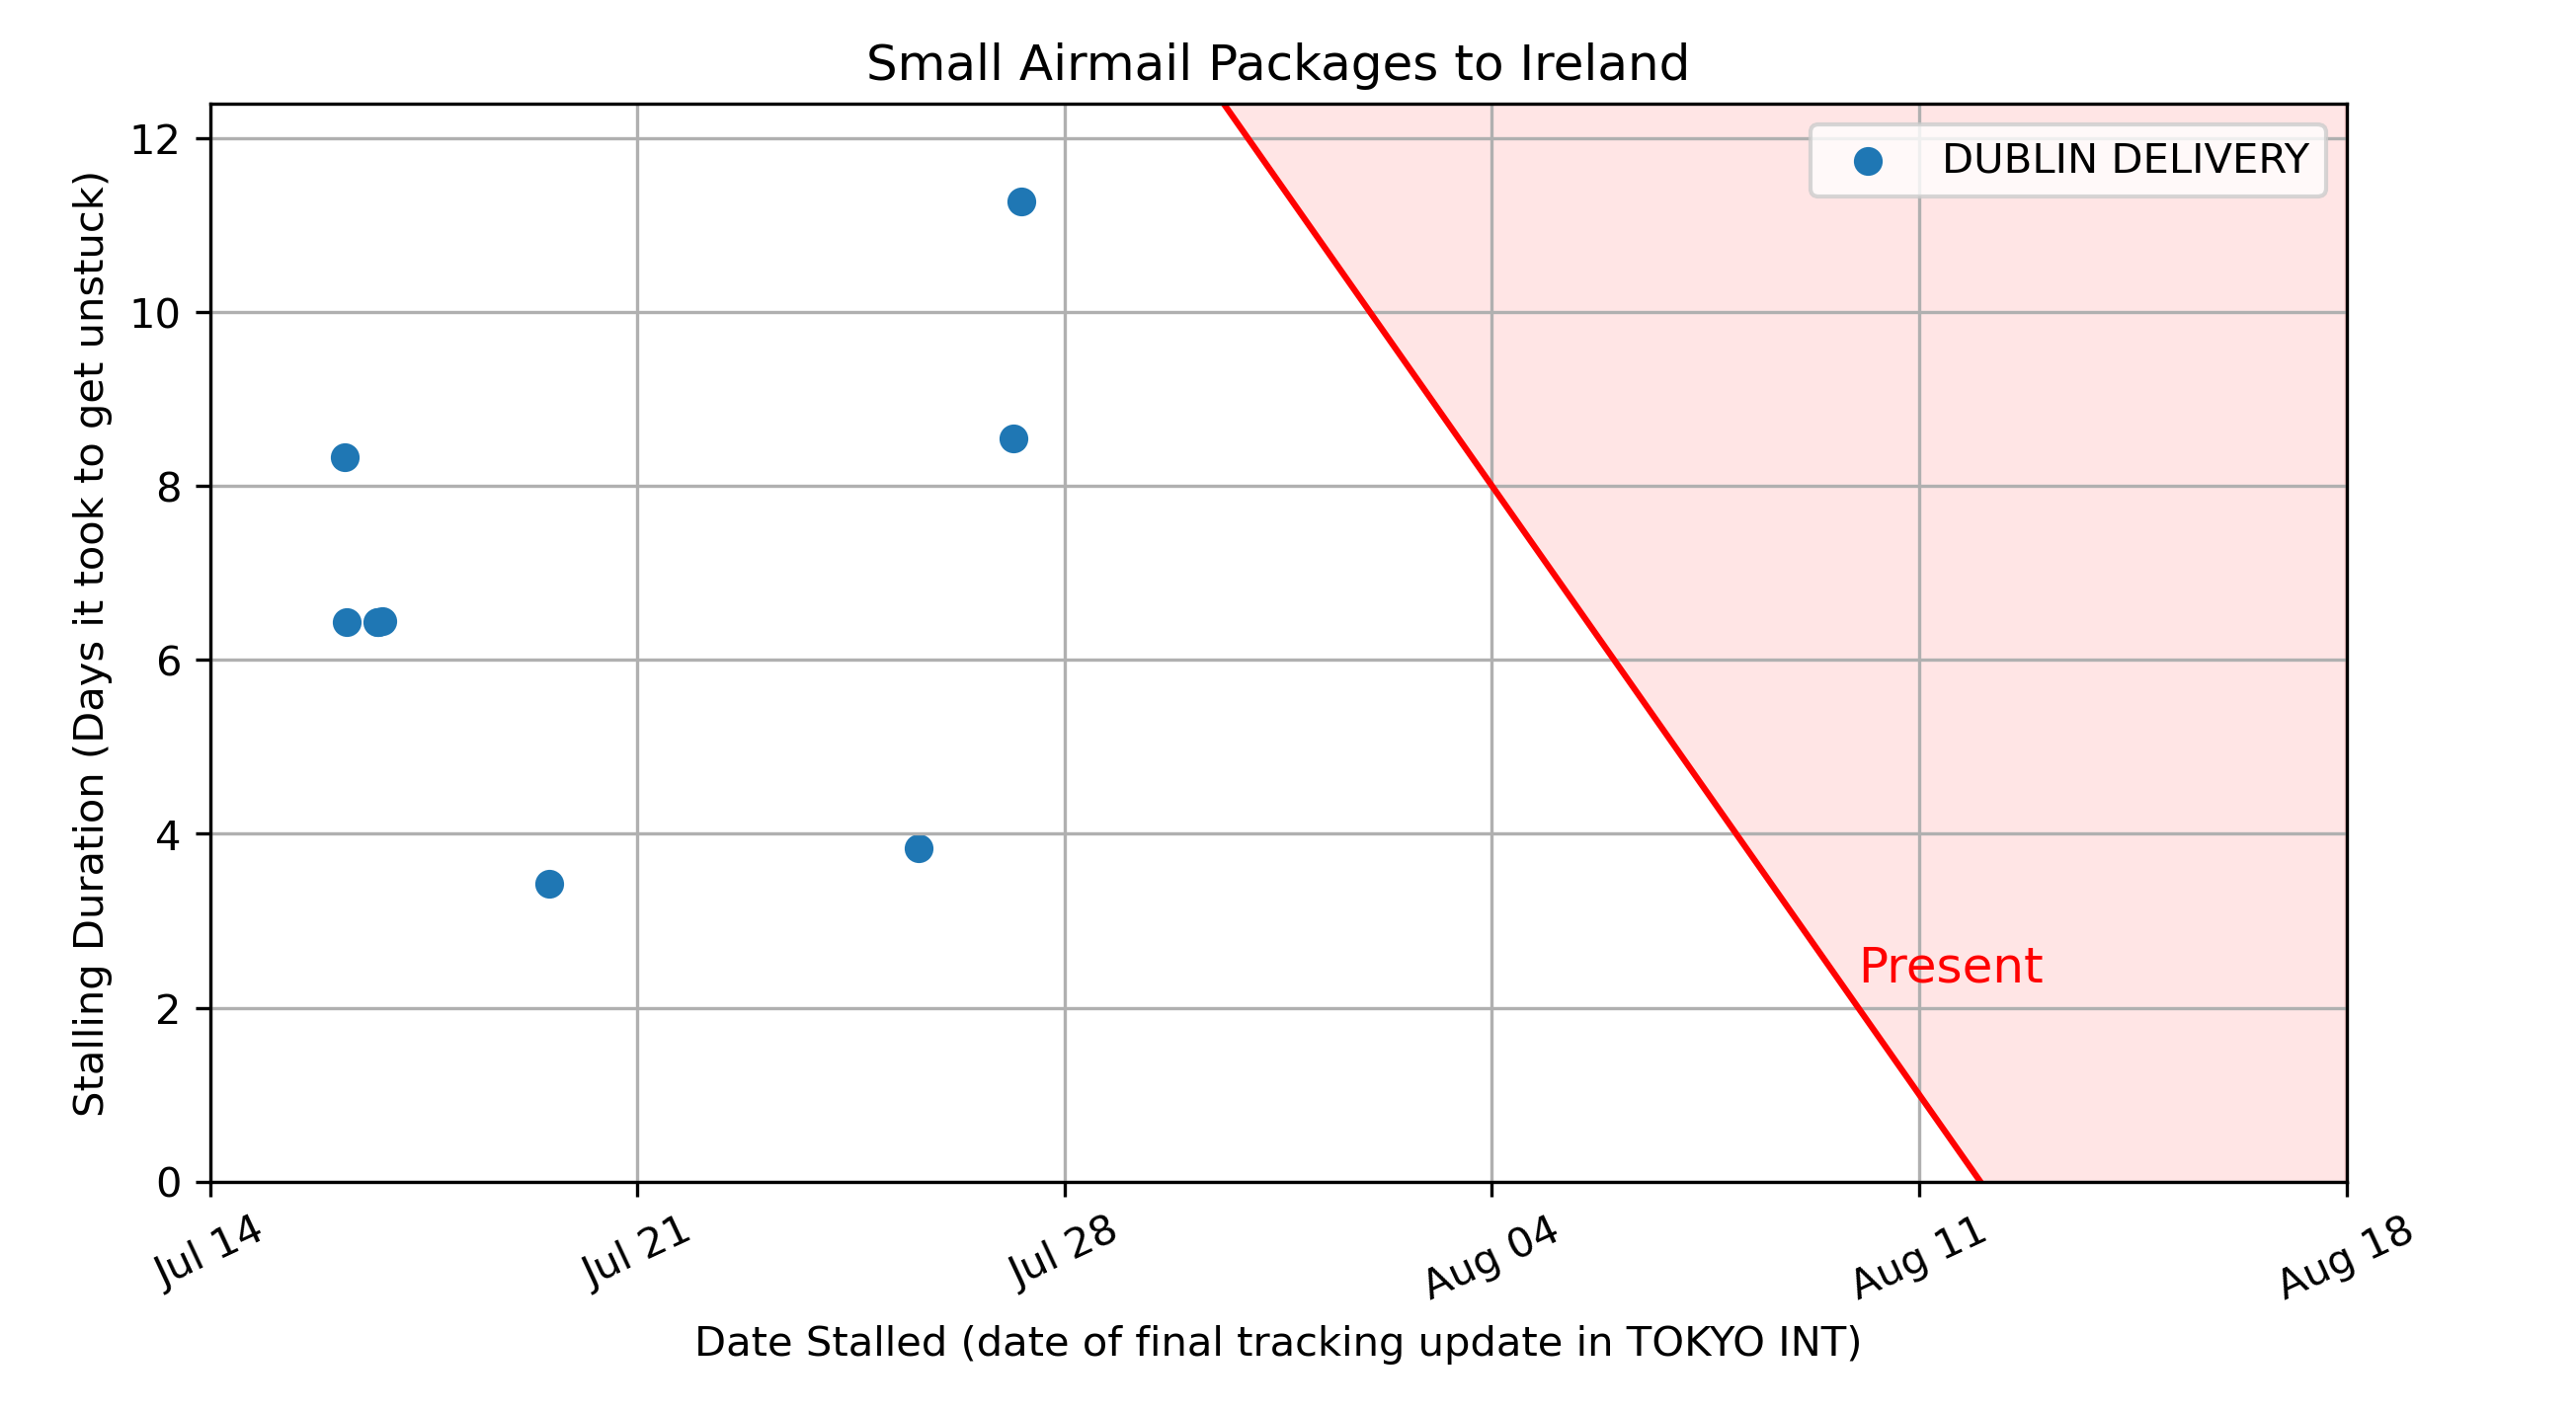 Small Airmail Packages to Ireland
DUBLIN DELIVERY
Stalling Duration (Days it took to get unstuck)
12
10
8
6
4
2
0
Present
Jul 14
Jul 21
Jul 28
Aug 04
Aug 11
Aug 18
Date Stalled (date of final tracking update in TOKYO INT)